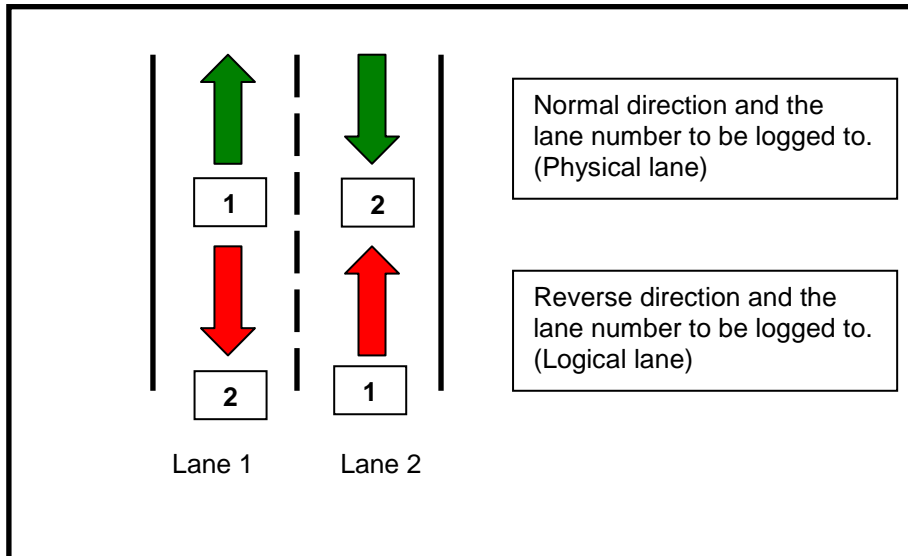 Normal direction and the
lane number to be logged to.
(Physical lane)
1
2
Reverse direction and the
lane number to be logged to.
(Logical lane)
2
1
Lane 1
Lane 2